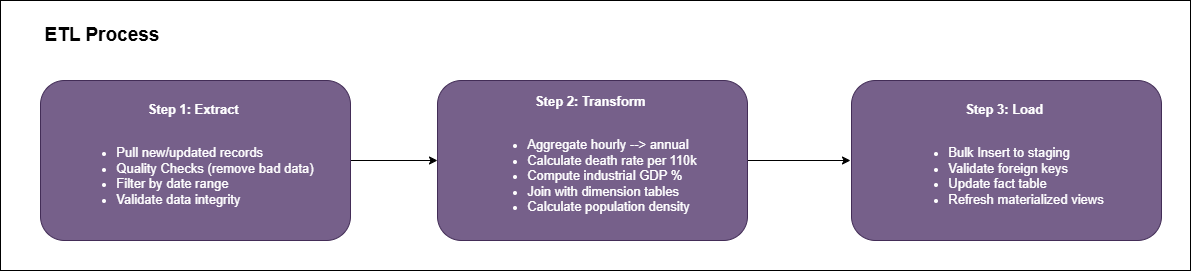 ETL Process
Step 1: Extract
• Pull new/updated records
• Quality Checks (remove bad data)
• Filter by date range
• Validate data integrity
Step 2: Transform
• Aggregate hourly --> annual
• Calculate death rate per 110k
• Compute industrial GDP %
• Join with dimension tables
• Calculate population density
Step 3: Load
• Bulk Insert to staging
• Validate foreign keys
• Update fact table
• Refresh materialized views